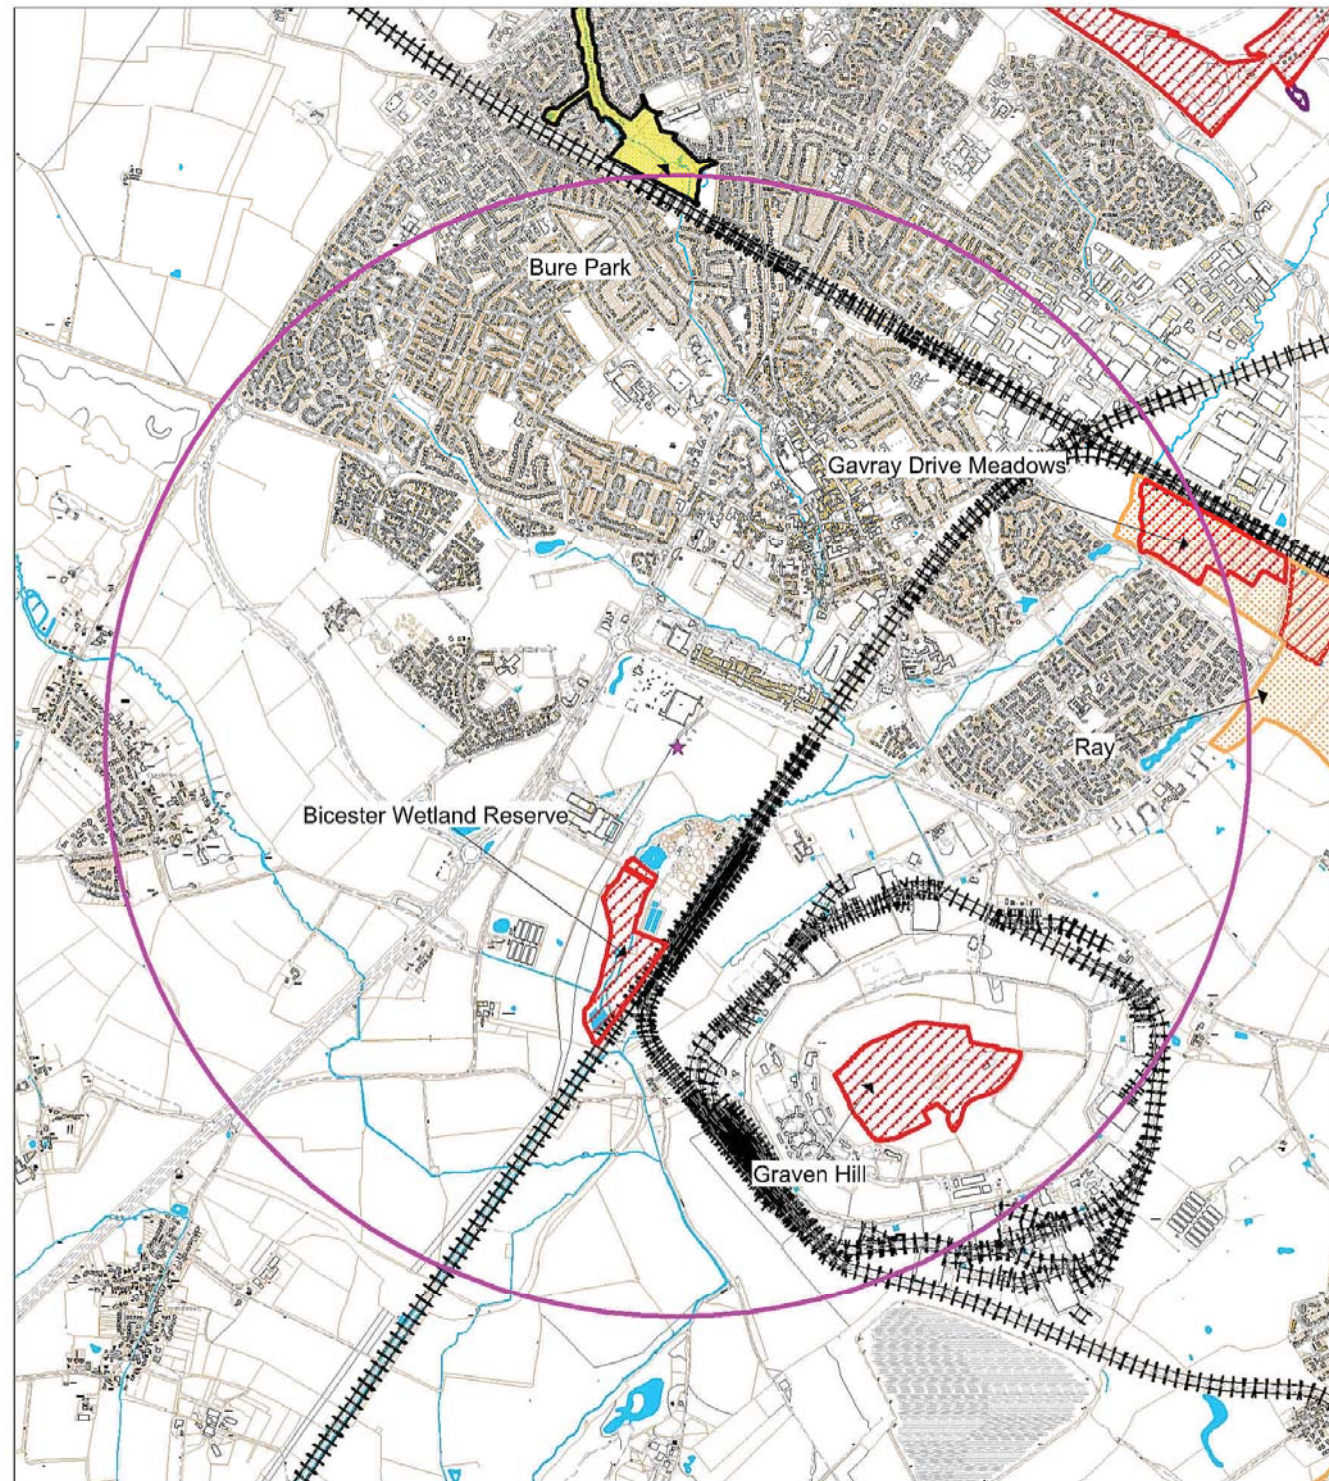 Bure Park
Gavray Drive Meadows
Ray
Bicester Wetland Reserve
Graven Hill